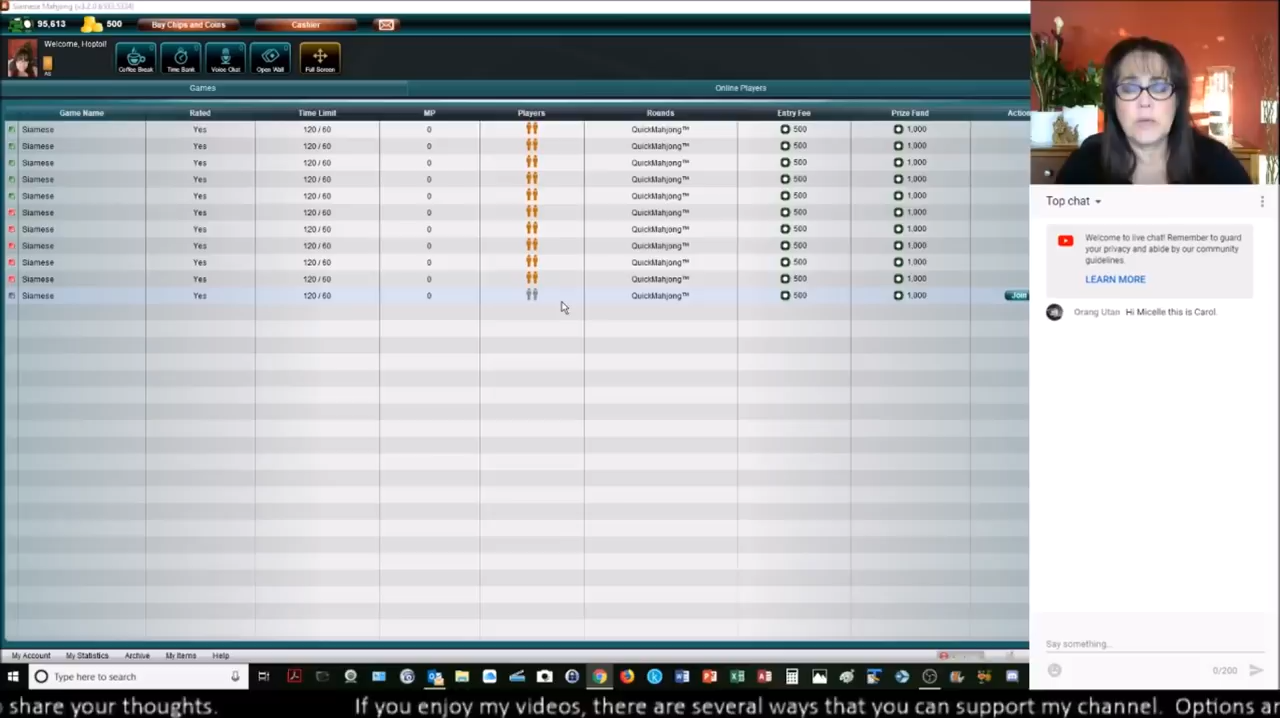 Siamese Mahjong (v3.2.0.6333.5334)
95,613 500 Buy Chips and Coins Cashier
Welcome, Hoptoi!
Coffee Break Time Bank Voice Chat Open Wall Full Screen
Games Online Players
Game Name Rated Time Limit MP Players Rounds Entry Fee Prize Fund Action
Siamese Yes 120 / 60 0 QuickMahjong™ 500 1,000
Siamese Yes 120 / 60 0 QuickMahjong™ 500 1,000
Siamese Yes 120 / 60 0 QuickMahjong™ 500 1,000
Siamese Yes 120 / 60 0 QuickMahjong™ 500 1,000
Siamese Yes 120 / 60 0 QuickMahjong™ 500 1,000
Siamese Yes 120 / 60 0 QuickMahjong™ 500 1,000
Siamese Yes 120 / 60 0 QuickMahjong™ 500 1,000
Siamese Yes 120 / 60 0 QuickMahjong™ 500 1,000
Siamese Yes 120 / 60 0 QuickMahjong™ 500 1,000
Siamese Yes 120 / 60 0 QuickMahjong™ 500 1,000
Siamese Yes 120 / 60 0 QuickMahjong™ 500 1,000 Join
My Account My Statistics Archive My Items Help
Type here to search
Top chat
Welcome to live chat! Remember to guard
your privacy and abide by our community
guidelines.
LEARN MORE
Orang Utan Hi Micelle this is Carol.
Say something...
0/200
share your thoughts. If you enjoy my videos, there are several ways that you can support my channel. Options